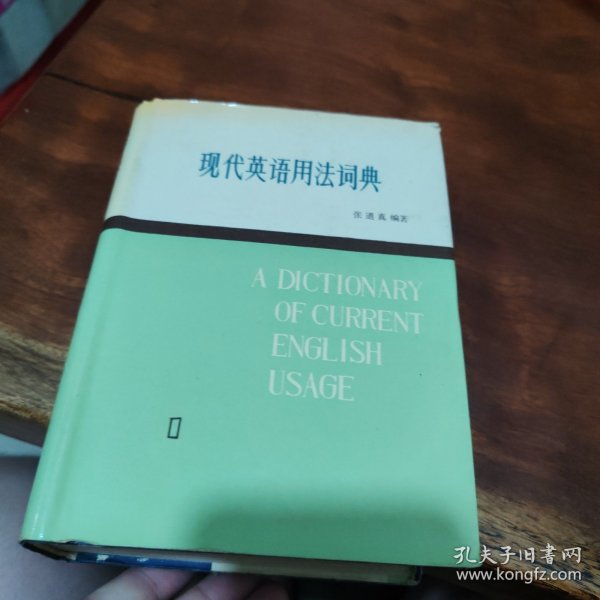 现代英语用法词典
张道真 编著
A DICTIONARY
OF CURRENT
ENGLISH
USAGE
孔夫子旧书网
www.kongfz.com